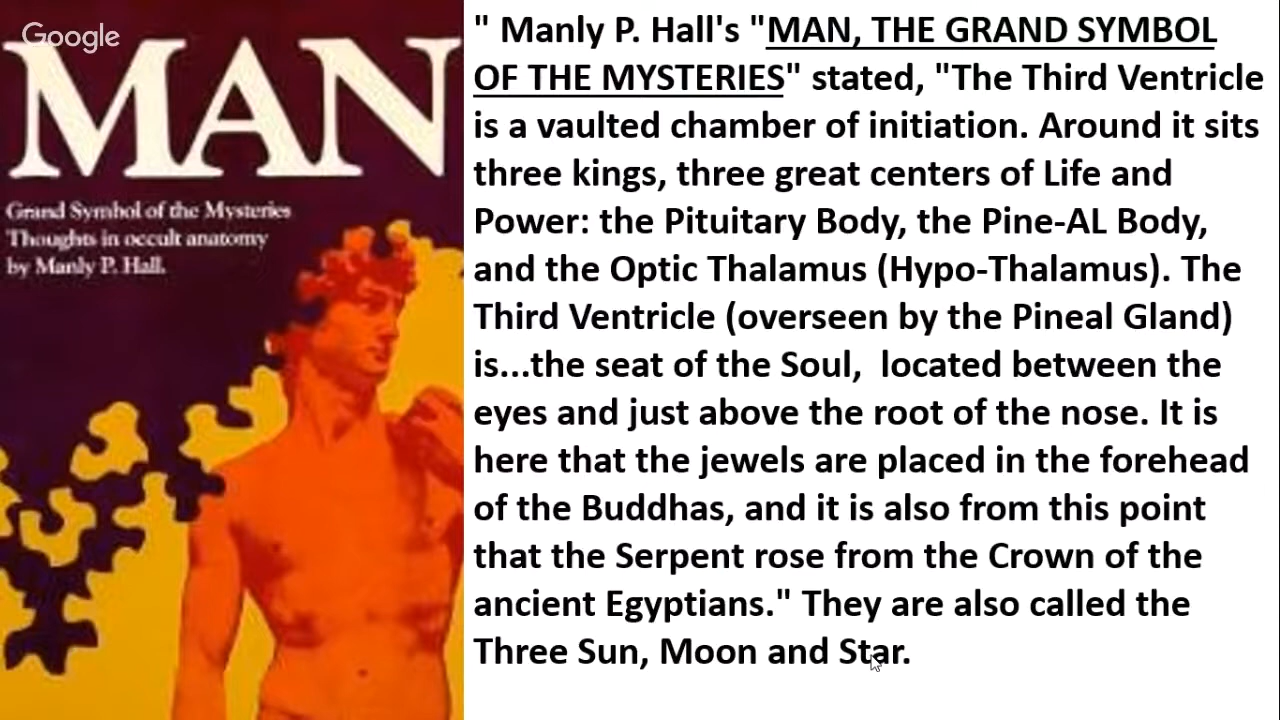 Google
MAN
Grand Symbol of the Mysteries
Thoughts in occult anatomy
by Manly P. Hall.
" Manly P. Hall's "MAN, THE GRAND SYMBOL
OF THE MYSTERIES" stated, "The Third Ventricle
is a vaulted chamber of initiation. Around it sits
three kings, three great centers of Life and
Power: the Pituitary Body, the Pine-AL Body,
and the Optic Thalamus (Hypo-Thalamus). The
Third Ventricle (overseen by the Pineal Gland)
is...the seat of the Soul,  located between the
eyes and just above the root of the nose. It is
here that the jewels are placed in the forehead
of the Buddhas, and it is also from this point
that the Serpent rose from the Crown of the
ancient Egyptians." They are also called the
Three Sun, Moon and Star.